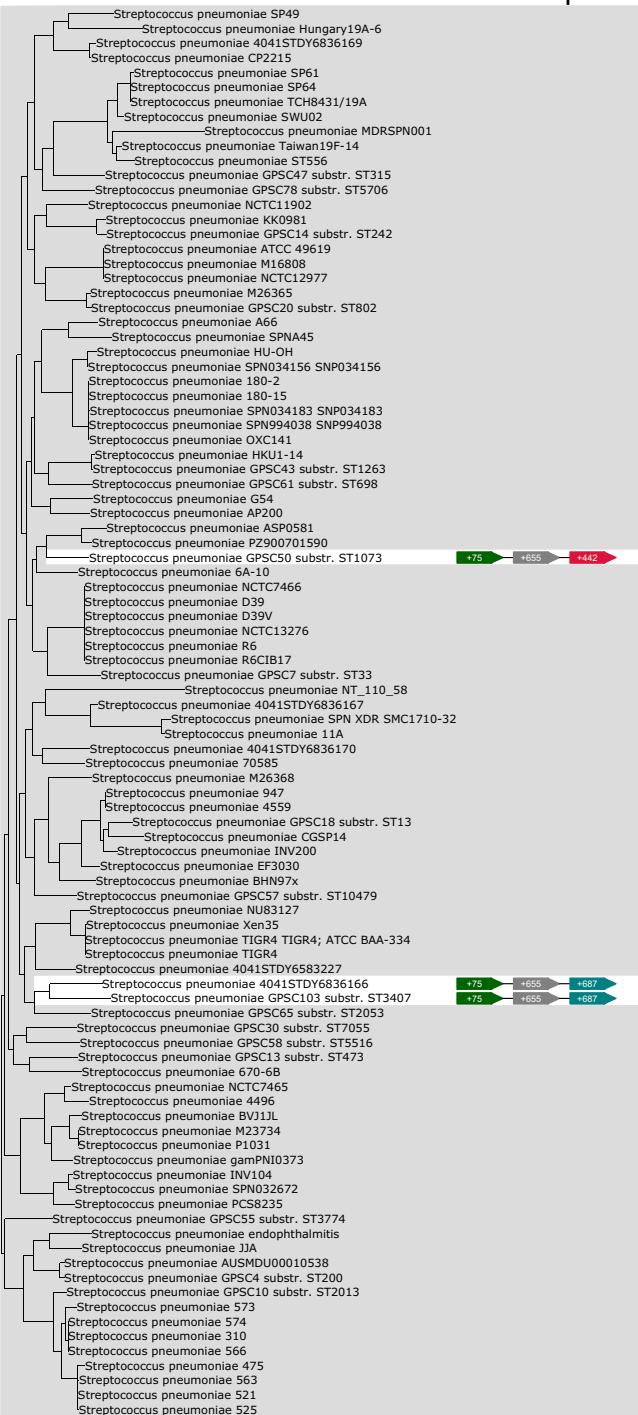 Streptococcus pneumoniae SP49
Streptococcus pneumoniae Hungary19A-6
Streptococcus pneumoniae 4041STDY6836169
Streptococcus pneumoniae CP2215
Streptococcus pneumoniae SP61
Streptococcus pneumoniae SP64
Streptococcus pneumoniae TCH8431/19A
Streptococcus pneumoniae SWU02
Streptococcus pneumoniae MDRSPN001
Streptococcus pneumoniae Taiwan19F-14
Streptococcus pneumoniae ST556
Streptococcus pneumoniae GPSC47 substr. ST315
Streptococcus pneumoniae GPSC78 substr. ST5706
Streptococcus pneumoniae NCTC11902
Streptococcus pneumoniae KK0981
Streptococcus pneumoniae GPSC14 substr. ST242
Streptococcus pneumoniae ATCC 49619
Streptococcus pneumoniae M16808
Streptococcus pneumoniae NCTC12977
Streptococcus pneumoniae M26365
Streptococcus pneumoniae GPSC20 substr. ST802
Streptococcus pneumoniae A66
Streptococcus pneumoniae SPNA45
Streptococcus pneumoniae HU-OH
Streptococcus pneumoniae SPN034156 SNP034156
Streptococcus pneumoniae 180-2
Streptococcus pneumoniae 180-15
Streptococcus pneumoniae SPN034183 SNP034183
Streptococcus pneumoniae SPN994038 SNP994038
Streptococcus pneumoniae OXC141
Streptococcus pneumoniae HKU1-14
Streptococcus pneumoniae GPSC43 substr. ST1263
Streptococcus pneumoniae GPSC61 substr. ST698
Streptococcus pneumoniae G54
Streptococcus pneumoniae AP200
Streptococcus pneumoniae ASP0581
Streptococcus pneumoniae PZ900701590
Streptococcus pneumoniae GPSC50 substr. ST1073 +75 +655 +442
Streptococcus pneumoniae 6A-10
Streptococcus pneumoniae NCTC7466
Streptococcus pneumoniae D39
Streptococcus pneumoniae D39V
Streptococcus pneumoniae NCTC13276
Streptococcus pneumoniae R6
Streptococcus pneumoniae R6CIB17
Streptococcus pneumoniae GPSC7 substr. ST33
Streptococcus pneumoniae NT_110_58
Streptococcus pneumoniae 4041STDY6836167
Streptococcus pneumoniae SPN XDR SMC1710-32
Streptococcus pneumoniae 11A
Streptococcus pneumoniae 4041STDY6836170
Streptococcus pneumoniae 70585
Streptococcus pneumoniae M26368
Streptococcus pneumoniae 947
Streptococcus pneumoniae 4559
Streptococcus pneumoniae GPSC18 substr. ST13
Streptococcus pneumoniae CGSP14
Streptococcus pneumoniae INV200
Streptococcus pneumoniae EF3030
Streptococcus pneumoniae BHN97x
Streptococcus pneumoniae GPSC57 substr. ST10479
Streptococcus pneumoniae NU83127
Streptococcus pneumoniae Xen35
Streptococcus pneumoniae TIGR4 TIGR4; ATCC BAA-334
Streptococcus pneumoniae TIGR4
Streptococcus pneumoniae 4041STDY6583227
Streptococcus pneumoniae 4041STDY6836166 +75 +655 +687
Streptococcus pneumoniae GPSC103 substr. ST3407 +75 +655 +687
Streptococcus pneumoniae GPSC65 substr. ST2053
Streptococcus pneumoniae GPSC30 substr. ST7055
Streptococcus pneumoniae GPSC58 substr. ST5516
Streptococcus pneumoniae GPSC13 substr. ST473
Streptococcus pneumoniae 670-6B
Streptococcus pneumoniae NCTC7465
Streptococcus pneumoniae 4496
Streptococcus pneumoniae BVJ1JL
Streptococcus pneumoniae M23734
Streptococcus pneumoniae P1031
Streptococcus pneumoniae gamPNI0373
Streptococcus pneumoniae INV104
Streptococcus pneumoniae SPN032672
Streptococcus pneumoniae PCS8235
Streptococcus pneumoniae GPSC55 substr. ST3774
Streptococcus pneumoniae endophthalmitis
Streptococcus pneumoniae JJA
Streptococcus pneumoniae AUSMDU00010538
Streptococcus pneumoniae GPSC4 substr. ST200
Streptococcus pneumoniae GPSC10 substr. ST2013
Streptococcus pneumoniae 573
Streptococcus pneumoniae 574
Streptococcus pneumoniae 310
Streptococcus pneumoniae 566
Streptococcus pneumoniae 475
Streptococcus pneumoniae 563
Streptococcus pneumoniae 521
Streptococcus pneumoniae 525